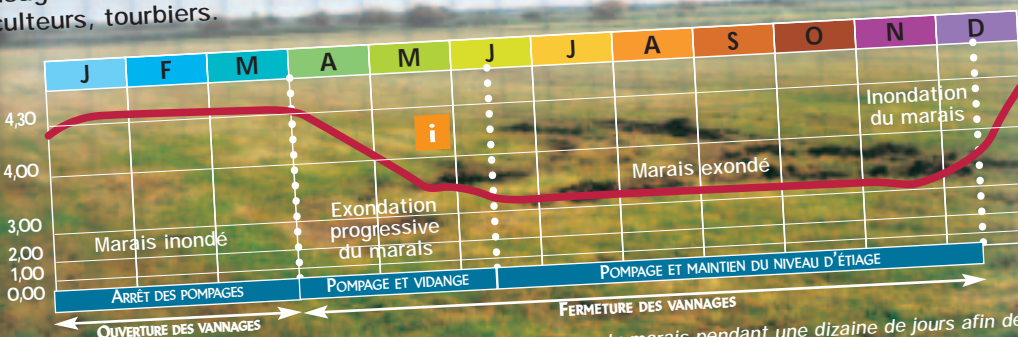 culteurs, tourbiers.
J F M A M J J A S O N D
4,30
4,00
3,00
2,00
1,00
0,00
i
Inondation
du marais
Marais exondé
Exondation
progressive
du marais
Marais inondé
ARRÊT DES POMPAGES
POMPAGE ET VIDANGE
POMPAGE ET MAINTIEN DU NIVEAU D'ÉTIAGE
OUVERTURE DES VANNAGES
FERMETURE DES VANNAGES
marais pendant une dizaine de jours afin de